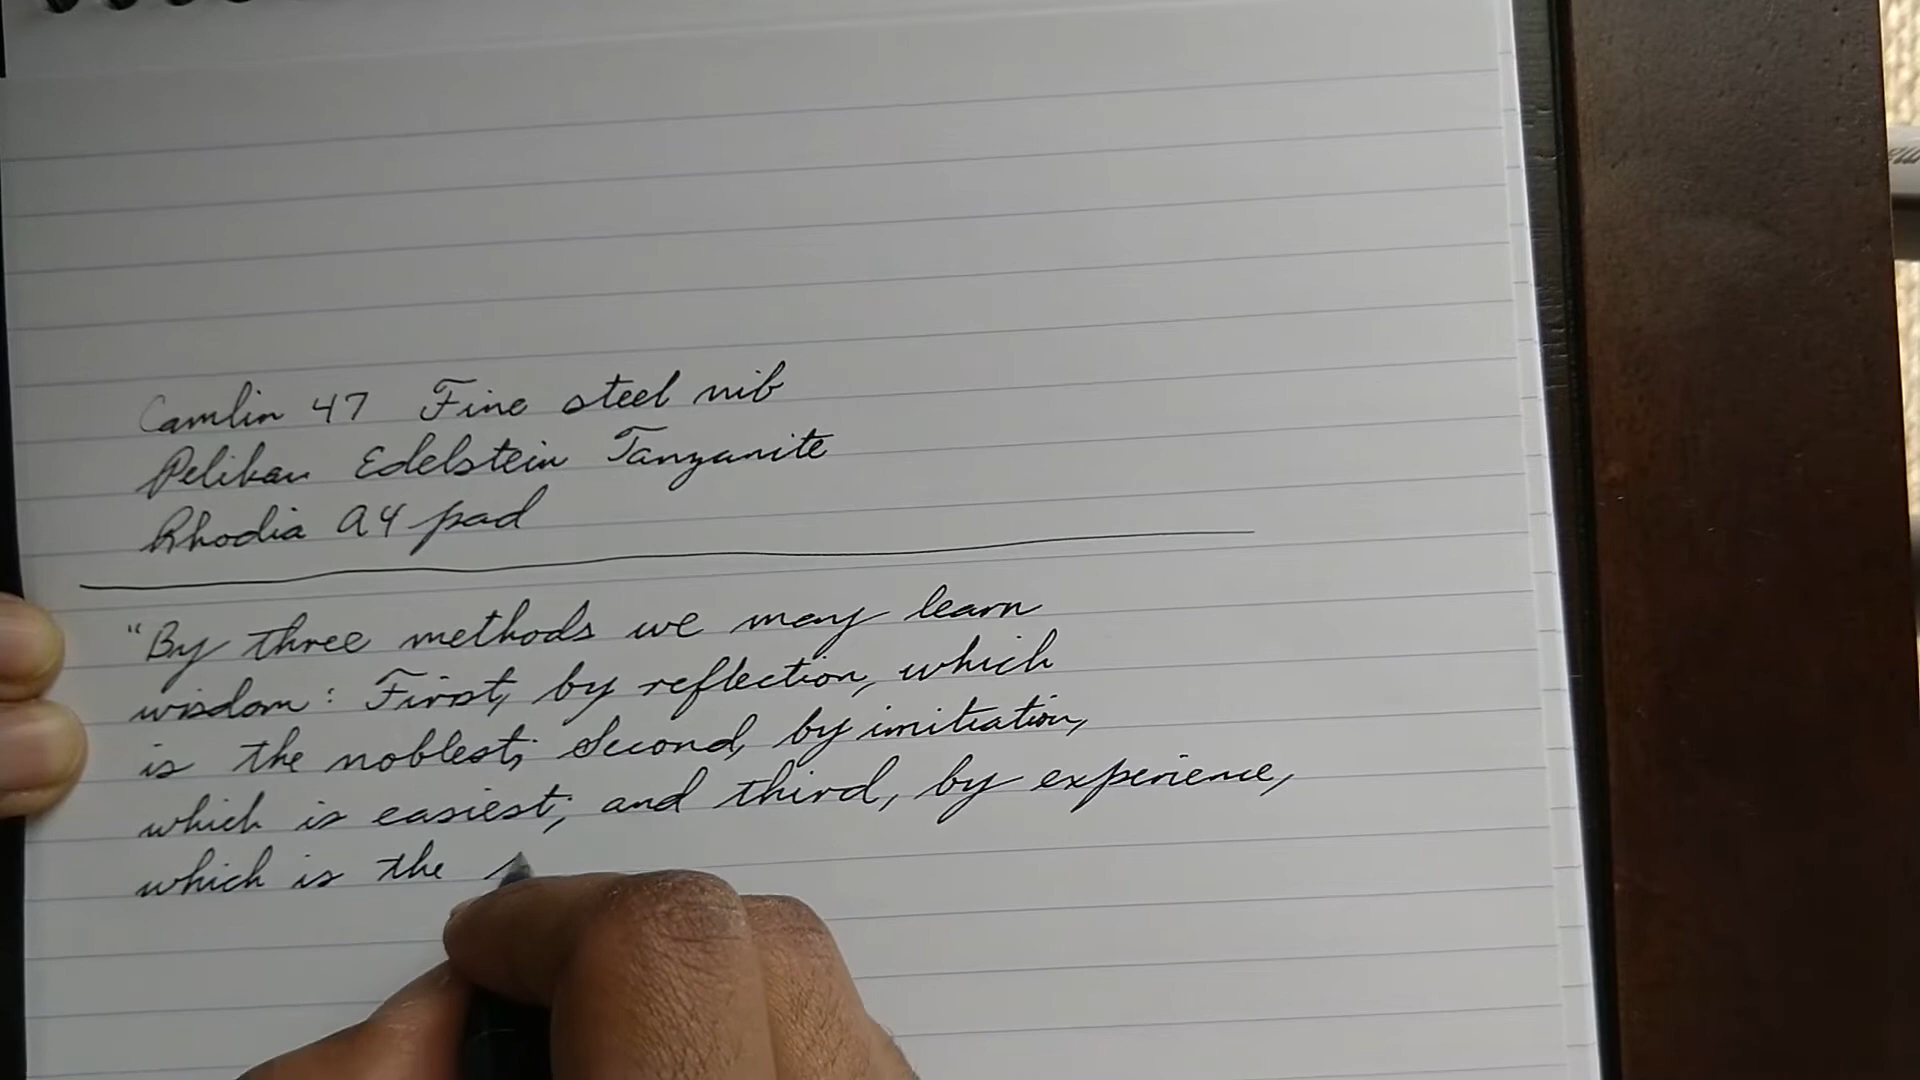 Camlin 47 Fine steel nib
Pelikan Edelstein Tanzanite
Rhodia A4 pad
"By three methods we may learn
wisdom: First, by reflection, which
is the noblest; Second, by imitiation,
which is easiest; and third, by experience,
which is the